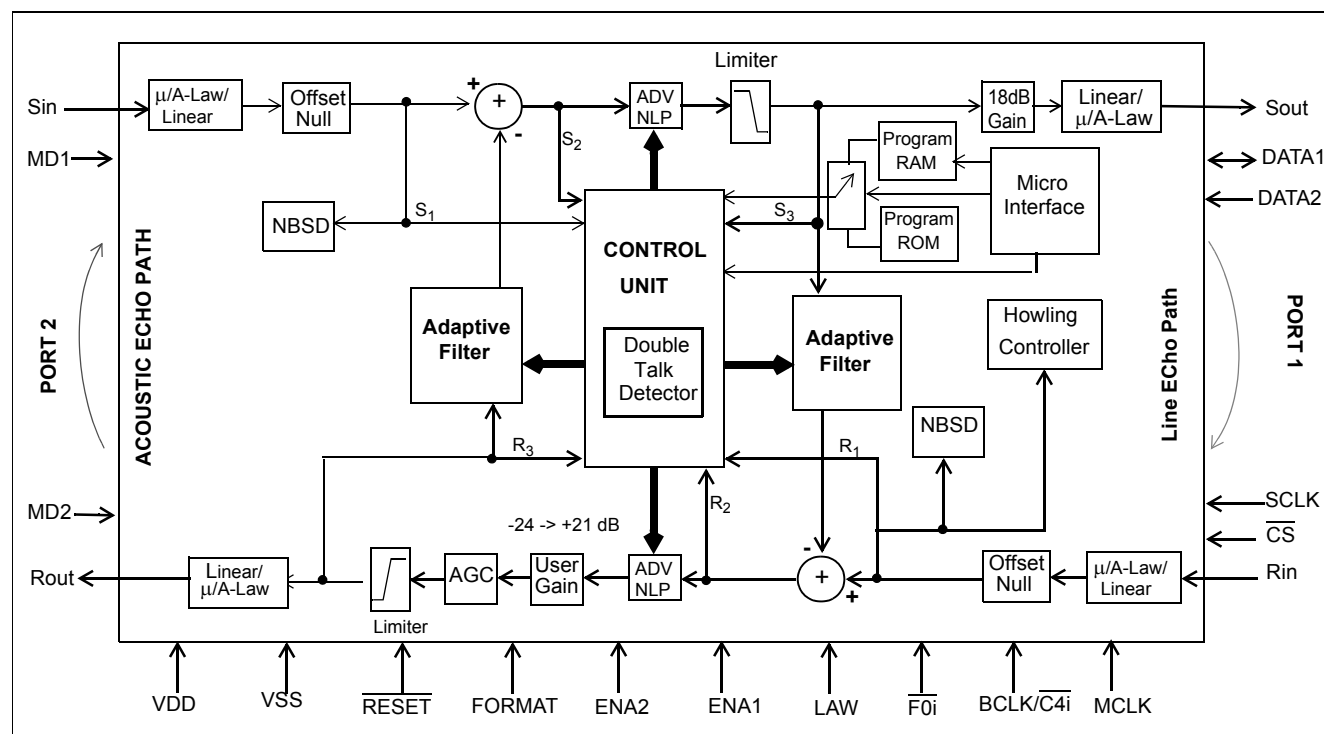 Limiter
Sin
µ/A-Law/
Linear
Offset
Null
+
+
-
ADV
NLP
18dB
Gain
Linear/
µ/A-Law
Sout
MD1
S2
Program
RAM
Micro
Interface
DATA1
DATA2
NBSD
S1
S3
Program
ROM
CONTROL
UNIT
PORT 2
ACOUSTIC ECHO PATH
Adaptive
Filter
Double
Talk
Detector
Adaptive
Filter
Howling
Controller
Line ECho Path
PORT 1
NBSD
R3
R1
R2
MD2
-24 -> +21 dB
SCLK
CS
Rout
Linear/
µ/A-Law
Limiter
AGC
User
Gain
ADV
NLP
-
+
+
Offset
Null
µ/A-Law/
Linear
Rin
VDD
VSS
RESET
FORMAT
ENA2
ENA1
LAW
F0i
BCLK/C4i
MCLK